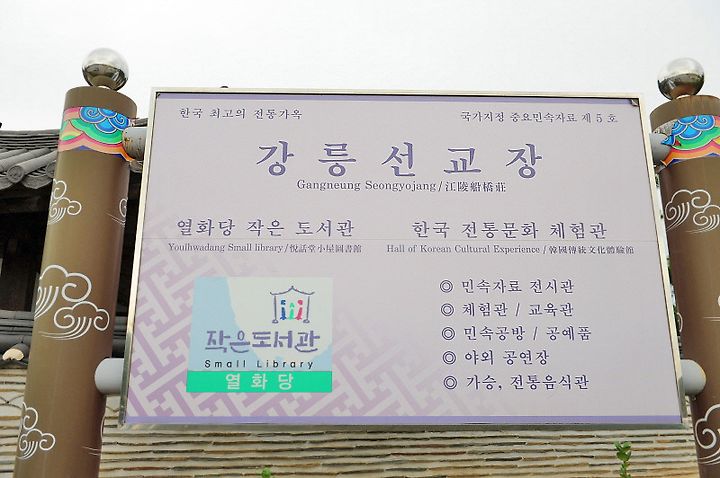 한국 최고의 전통가옥
국가지정 중요민속자료 제 5 호
강릉선교장
Gangneung Seongyojang/江陵船橋莊
열화당 작은 도서관
Youlhwadang Small library/悅話堂小屋圖書館
한국 전통문화 체험관
Hall of Korean Cultural Experience / 韓國傳統文化體驗館
작은도서관
Small Library
열화당
◎ 민속자료 전시관
◎ 체험관 / 교육관
◎ 민속공방 / 공예품
◎ 야외 공연장
◎ 가승, 전통음식관